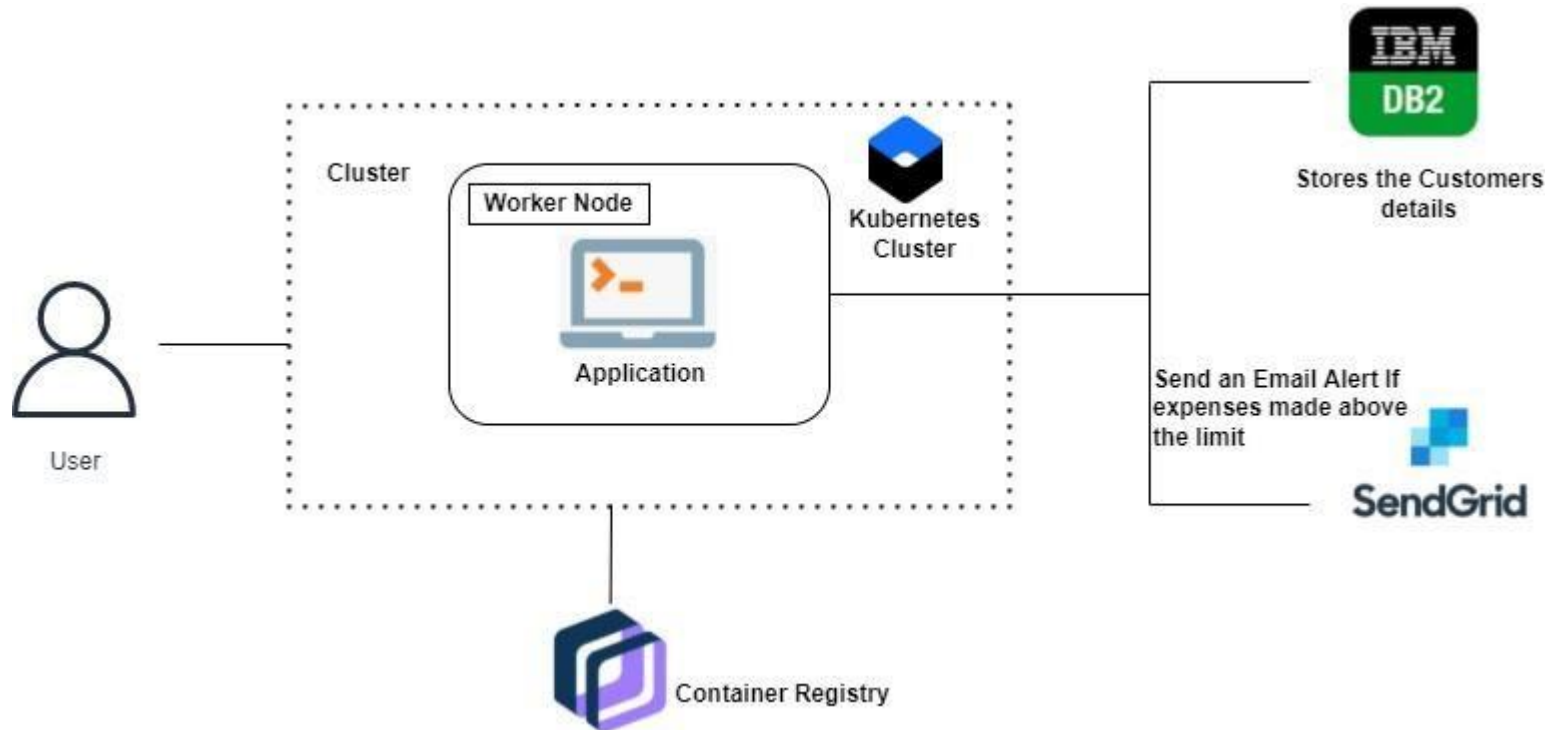 IBM
DB2
Stores the Customers
details
Cluster
Worker Node
Kubernetes
Cluster
Application
User
Send an Email Alert If
expenses made above
the limit
SendGrid
Container Registry